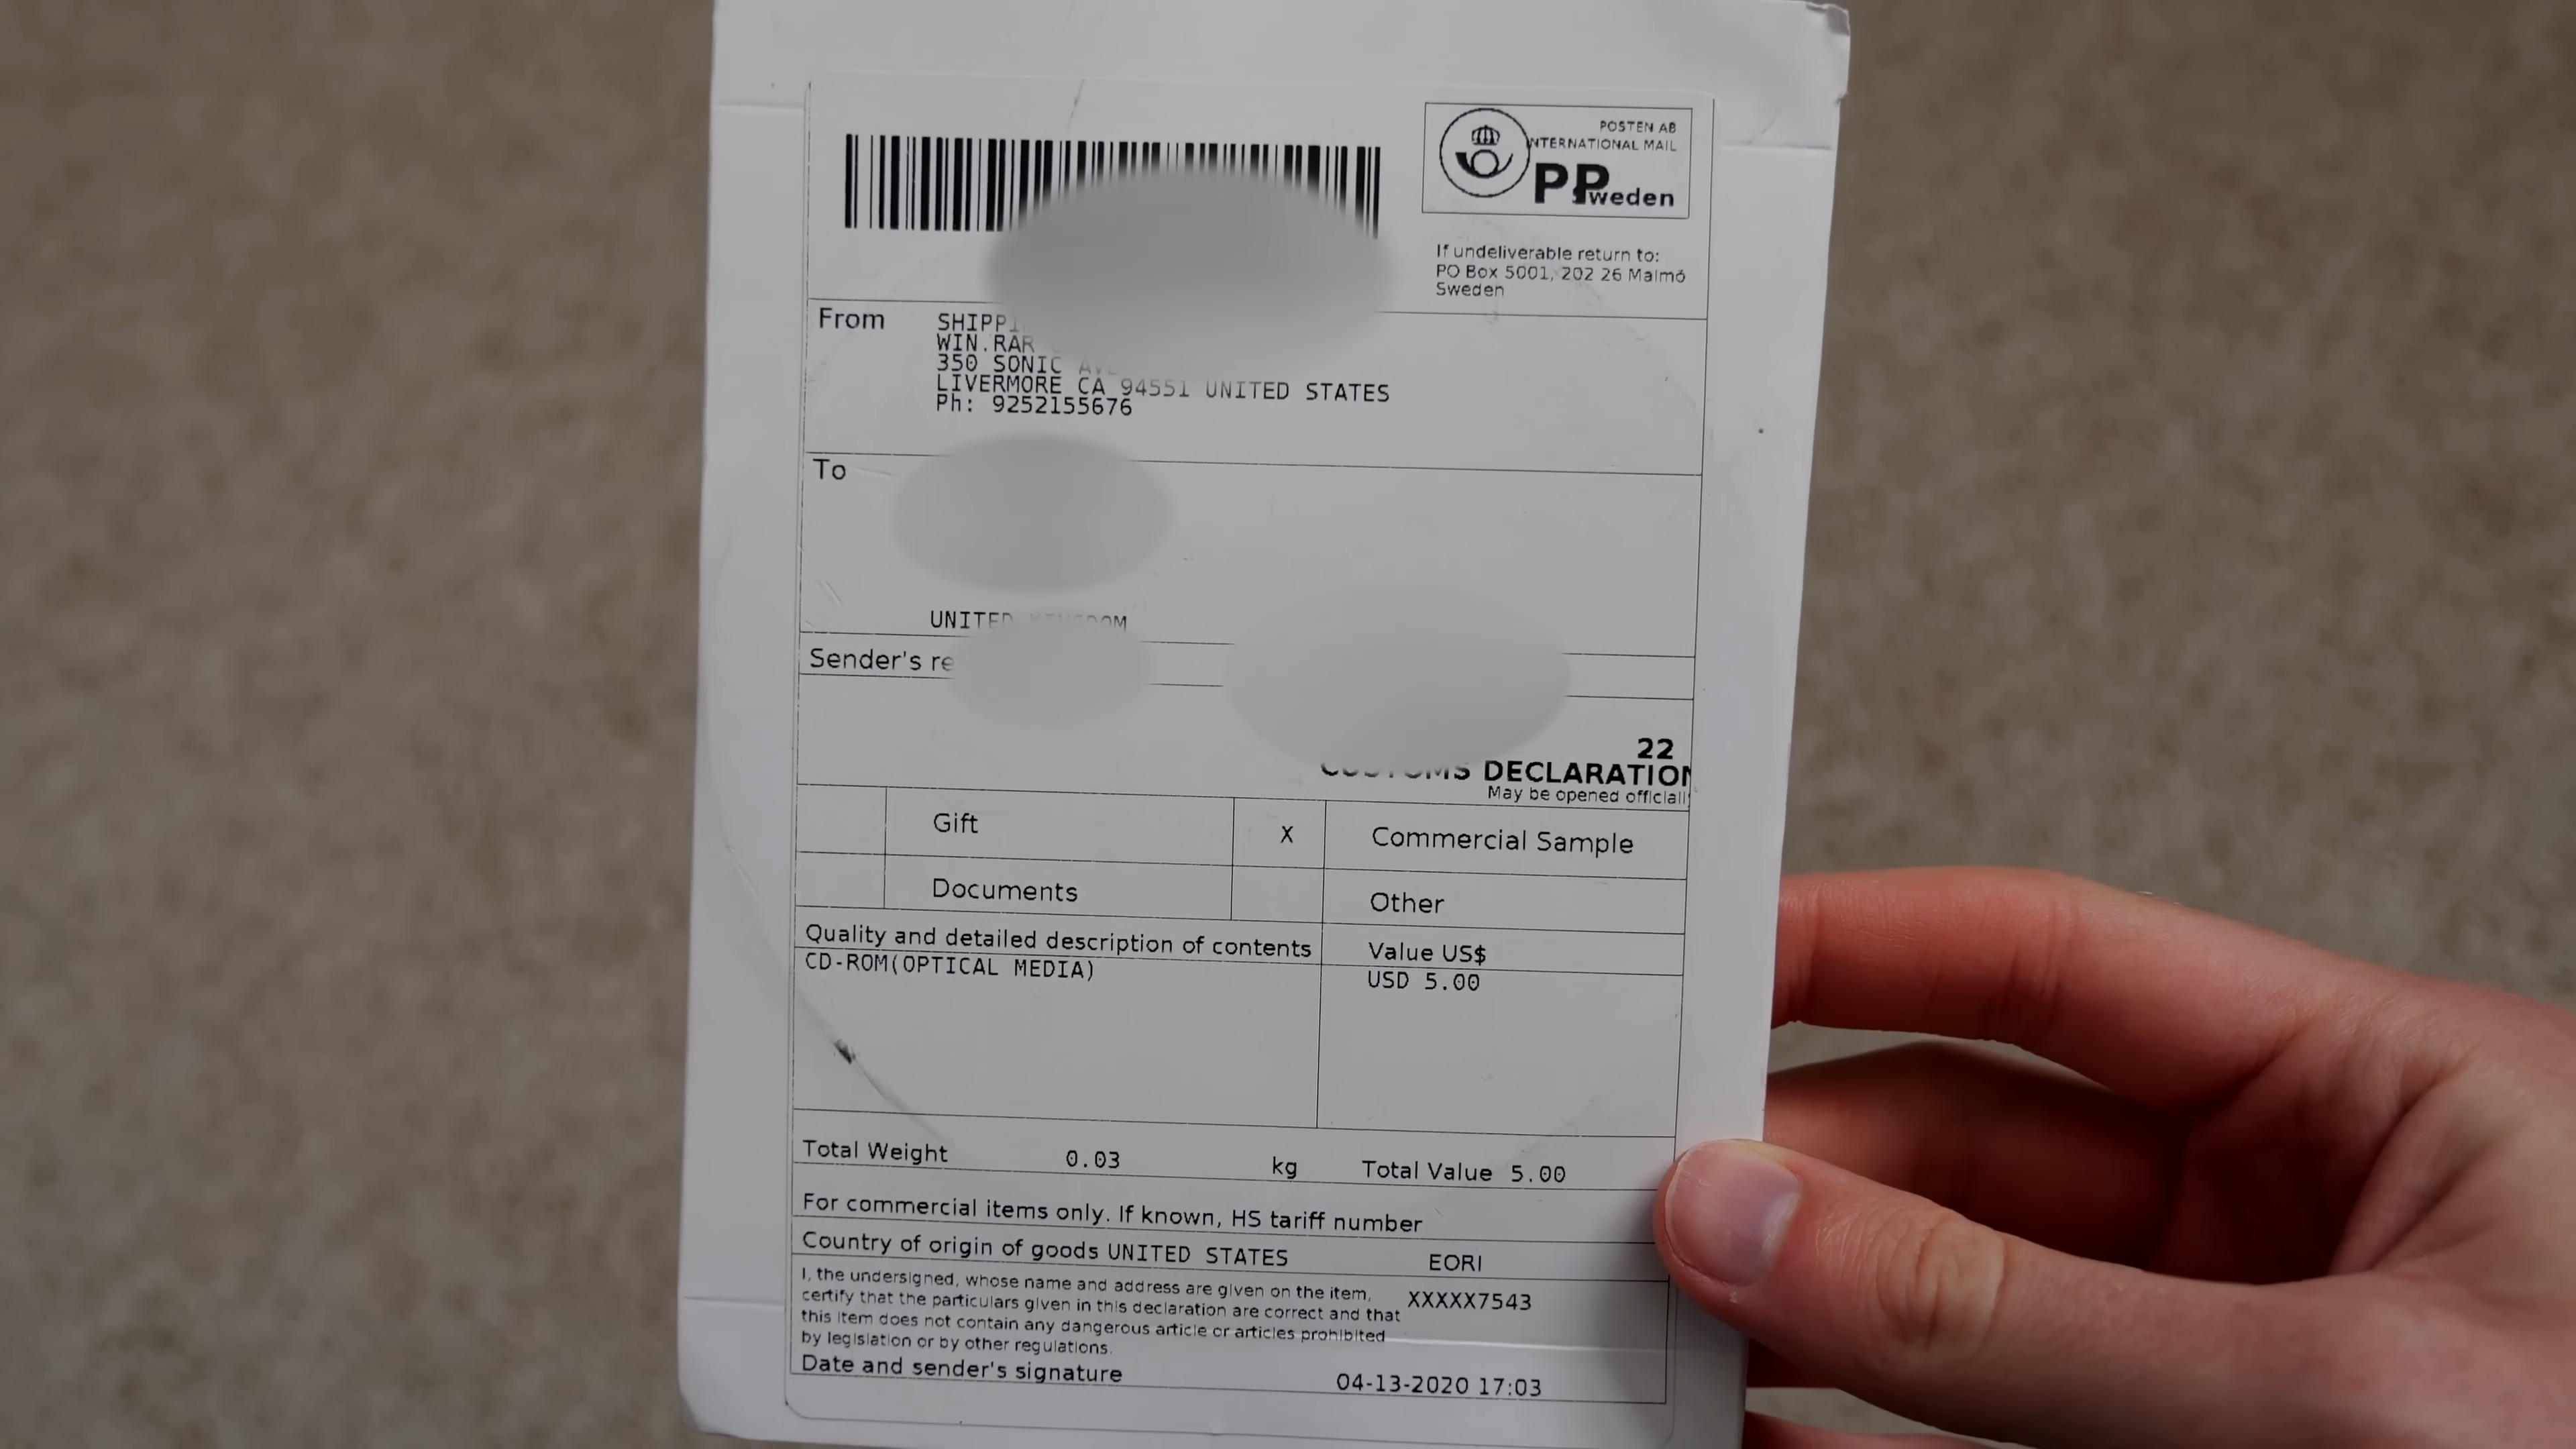 POSTEN AB
INTERNATIONAL MAIL
PP
Sweden
If undeliverable return to:
PO Box 5001, 202 26 Malmö
Sweden
From
WIN.RAR
350 SONIC
LIVERMORE CA 94551 UNITED STATES
Ph: 9252155676
To
UNITED KINGDOM
Sender's
22
CUSTOMS DECLARATION
May be opened officiall
Gift
X
Commercial Sample
Documents
Other
Quality and detailed description of contents
Value US$
CD-ROM(OPTICAL MEDIA)
USD 5.00
Total Weight 0.03 kg Total Value 5.00
For commercial items only. If known, HS tariff number
Country of origin of goods UNITED STATES EORI
I, the undersigned, whose name and address are given on the item,
certify that the particulars given in this declaration are correct and that
this item does not contain any dangerous article or articles prohibited
by legislation or by other regulations.
XXXXX7543
Date and sender's signature
04-13-2020 17:03